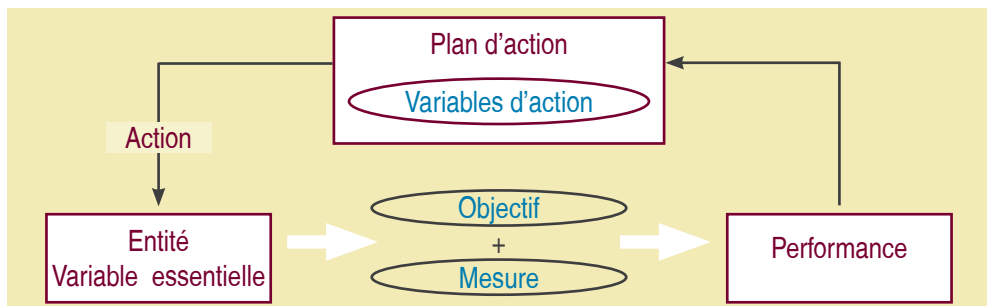 Plan d’action
Variables d’action
Action
Entité
Variable essentielle
Objectif
+
Mesure
Performance